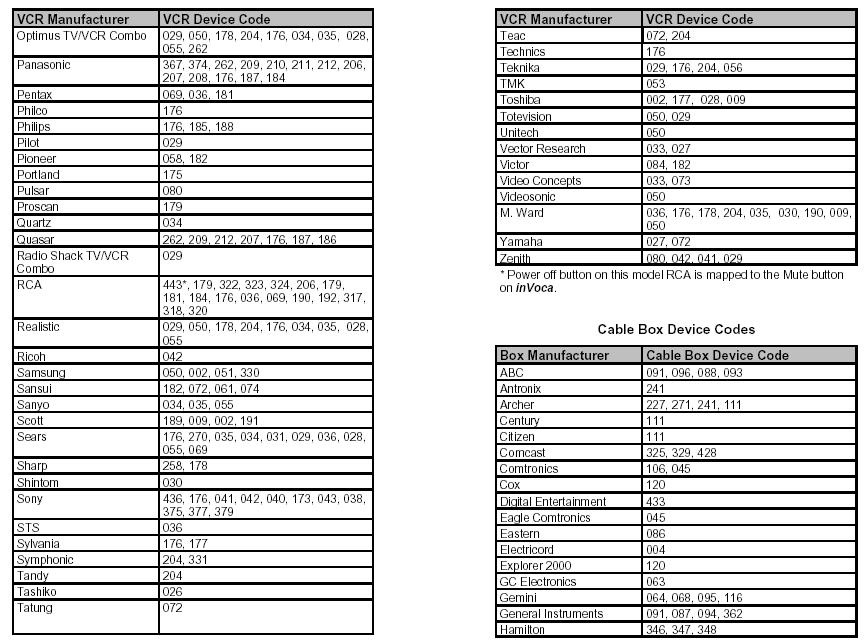 VCR Manufacturer VCR Device Code
Optimus TV/VCR Combo 029, 050, 178, 204, 176, 034, 035, 028,
055, 262
Panasonic 367, 374, 262, 209, 210, 211, 212, 206,
207, 208, 176, 187, 184
Pentax 069, 036, 181
Philco 176
Philips 176, 185, 188
Pilot 029
Pioneer 058, 182
Portland 175
Pulsar 080
Proscan 179
Quartz 034
Quasar 262, 209, 212, 207, 176, 187, 186
Radio Shack TV/VCR 029
Combo
RCA 443*, 179, 322, 323, 324, 206, 179,
181, 184, 176, 036, 069, 190, 192, 317,
318, 320
Realistic 029, 050, 178, 204, 176, 034, 035, 028,
055
Ricoh 042
Samsung 050, 002, 051, 330
Sansui 182, 072, 061, 074
Sanyo 034, 035, 055
Scott 189, 009, 002, 191
Sears 176, 270, 035, 034, 031, 029, 036, 028,
055, 069
Sharp 258, 178
Shintom 030
Sony 436, 176, 041, 042, 040, 173, 043, 038,
375, 377, 379
STS 036
Sylvania 176, 177
Symphonic 204, 331
Tandy 204
Tashiko 026
Tatung 072
VCR Manufacturer VCR Device Code
Teac 072, 204
Technics 176
Teknika 029, 176, 204, 056
TMK 053
Toshiba 002, 177, 028, 009
Totevision 050, 029
Unitech 050
Vector Research 033, 027
Victor 084, 182
Video Concepts 033, 073
Videosonic 050
M. Ward 036, 176, 178, 204, 035, 030, 190, 009,
050
Yamaha 027, 072
Zenith 080, 042, 041, 029
* Power off button on this model RCA is mapped to the Mute button
on inVoca.
Cable Box Device Codes
Box Manufacturer Cable Box Device Code
ABC 091, 096, 088, 093
Antronix 241
Archer 227, 271, 241, 111
Century 111
Citizen 111
Comcast 325, 329, 428
Comtronics 106, 045
Cox 120
Digital Entertainment 433
Eagle Comtronics 045
Eastern 086
Electricord 004
Explorer 2000 120
GC Electronics 063
Gemini 064, 068, 095, 116
General Instruments 091, 087, 094, 362
Hamilton 346, 347, 348